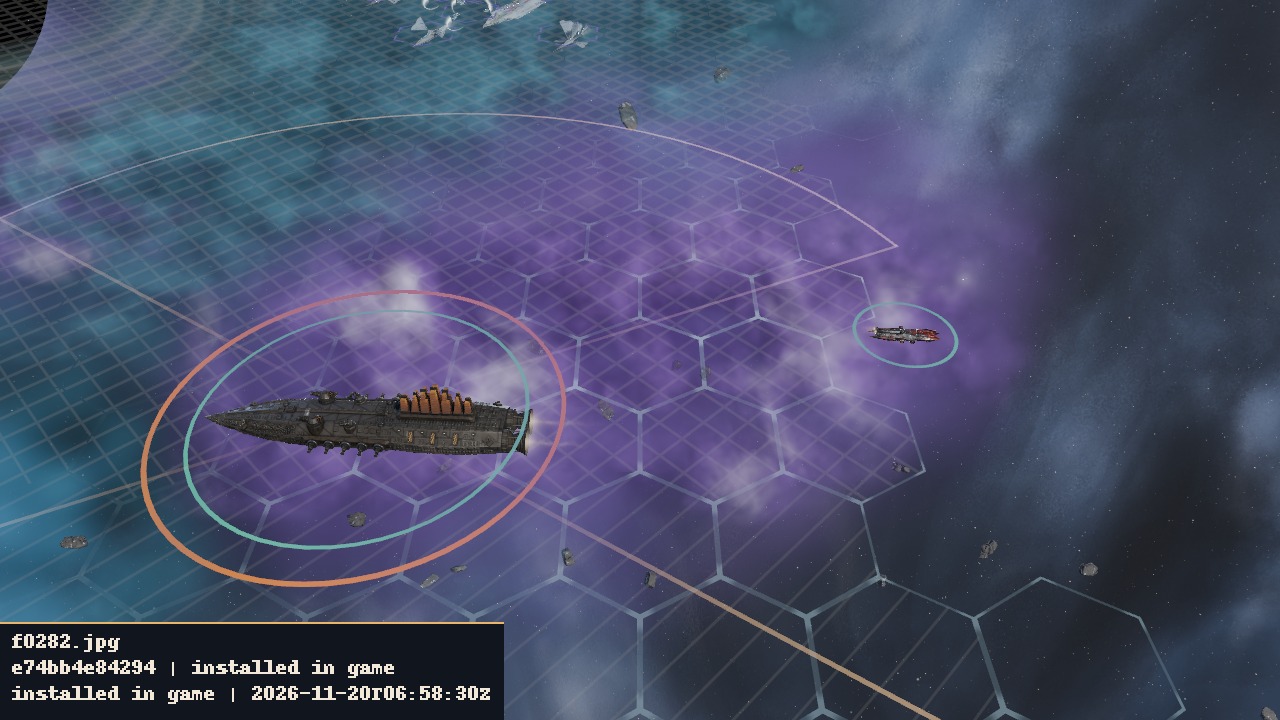 f0282.jpg
e74bb4e84294 | installed in game
installed in game | 2026-11-20T06:58:30Z